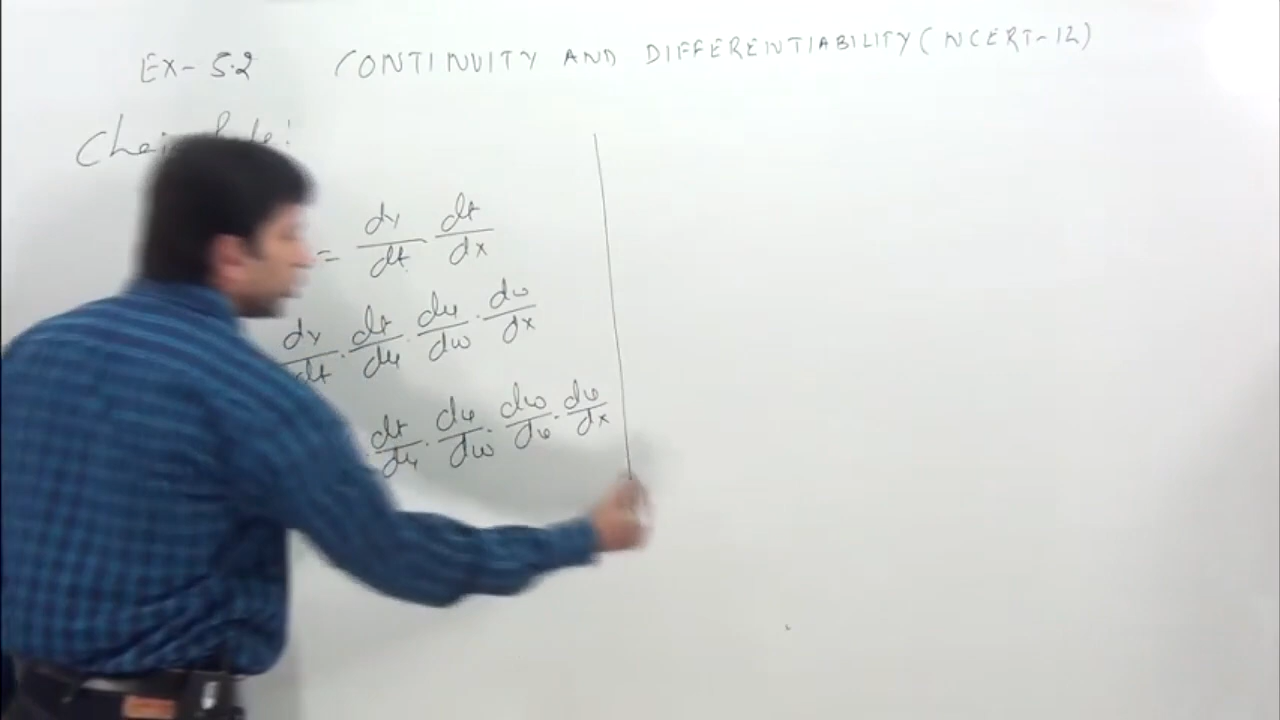 EX- 5.2 CONTINUITY AND DIFFERENTIABILITY (NCERT-12)
= dy/dt · dt/dx
dy/dt · dt/du · du/dw · dw/dx
· dt/du · du/dw · dw/dv · dv/dx